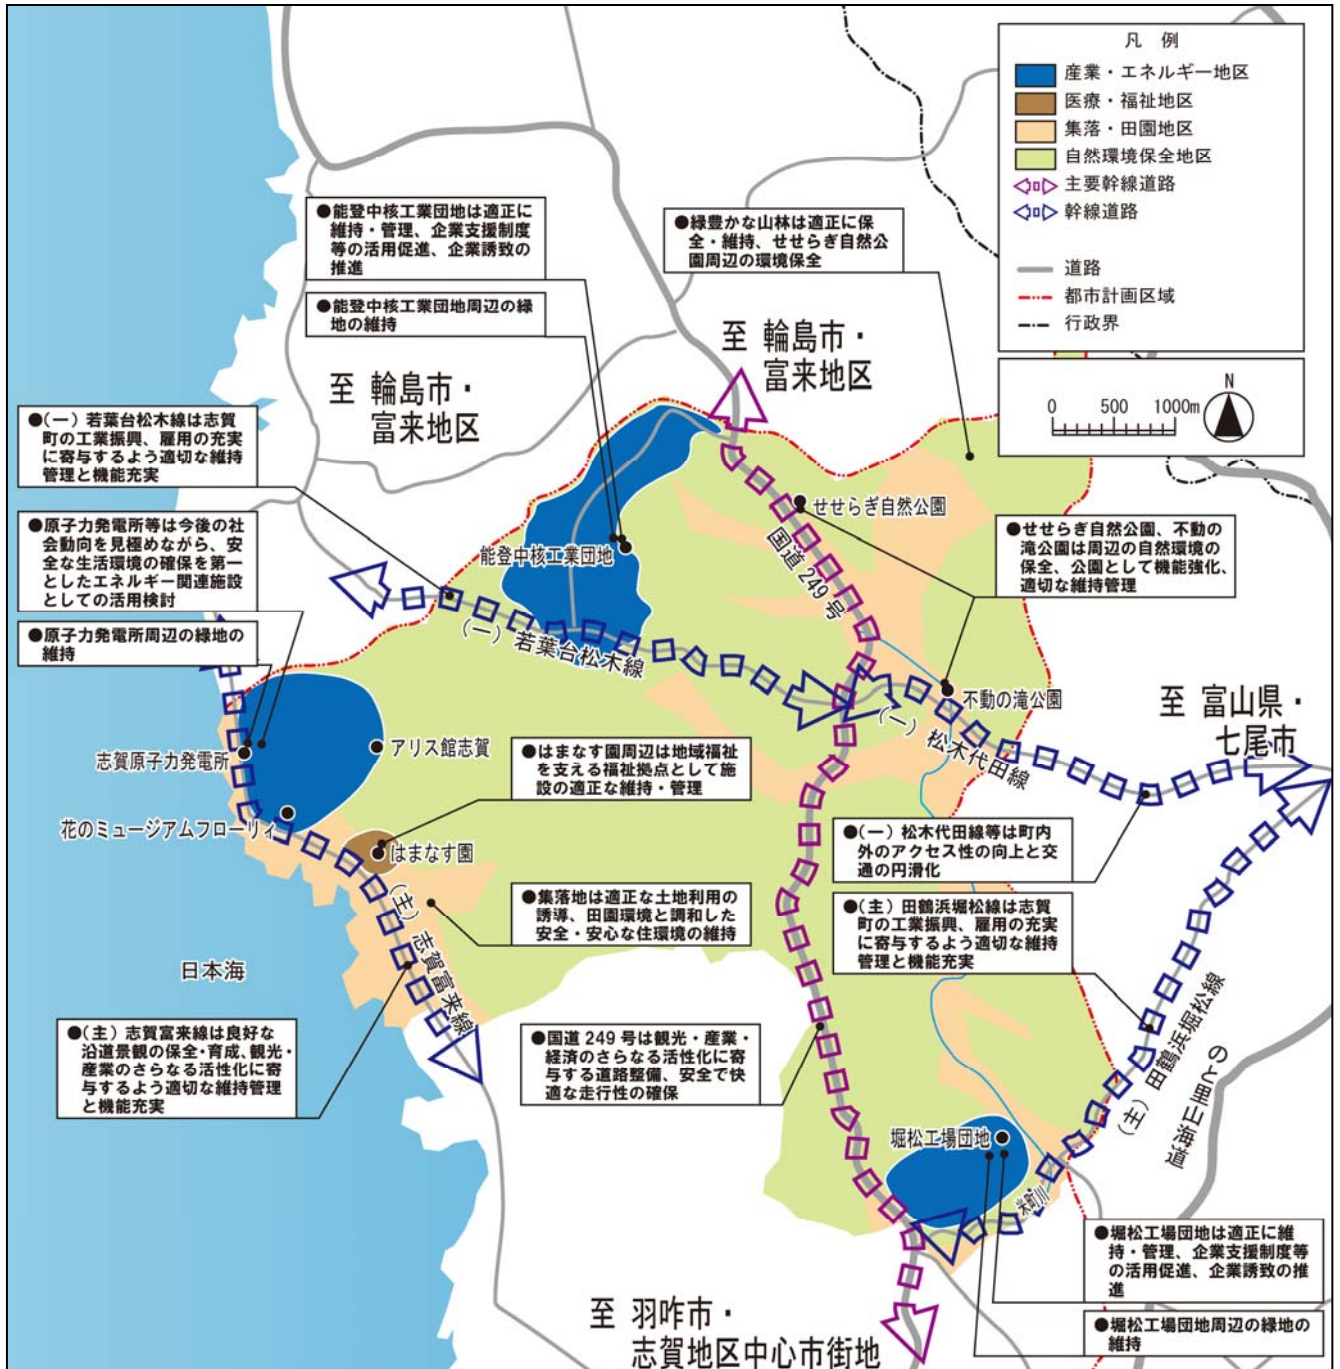 凡 例
産業・エネルギー地区
医療・福祉地区
集落・田園地区
自然環境保全地区
主要幹線道路
幹線道路
道路
都市計画区域
行政界
0 500 1000m
N
●能登中核工業団地は適正に
維持・管理、企業支援制度
等の活用促進、企業誘致の
推進
●能登中核工業団地周辺の緑
地の維持
●緑豊かな山林は適正に保
全・維持、せせらぎ自然公
園周辺の環境保全
至 輪島市・
富来地区
至 輪島市・
富来地区
●(一) 若葉台松木線は志賀
町の工業振興、雇用の充実
に寄与するよう適切な維持
管理と機能充実
●原子力発電所等は今後の社
会動向を見極めながら、安
全な生活環境の確保を第一
としたエネルギー関連施設
としての活用検討
●原子力発電所周辺の緑地の
維持
せせらぎ自然公園
国道 249 号
能登中核工業団地
●せせらぎ自然公園、不動の
滝公園は周辺の自然環境の
保全、公園として機能強化、
適切な維持管理
(一) 若葉台松木線
不動の滝公園
(一) 松木代田線
至 富山県・
七尾市
志賀原子力発電所
アリス館志賀
花のミュージアムフローリィ
はまなす園
●はまなす園周辺は地域福祉
を支える福祉拠点として施
設の適正な維持・管理
●(一) 松木代田線等は町内
外のアクセス性の向上と交
通の円滑化
●集落地は適正な土地利用の
誘導、田園環境と調和した
安全・安心な住環境の維持
●(主) 田鶴浜堀松線は志賀
町の工業振興、雇用の充実
に寄与するよう適切な維持
管理と機能充実
(主) 志賀富来線
日本海
●(主) 志賀富来線は良好な
沿道景観の保全・育成、観光・
産業のさらなる活性化に寄
与するよう適切な維持管理
と機能充実
●国道 249 号は観光・産業・
経済のさらなる活性化に寄
与する道路整備、安全で快
適な走行性の確保
(主) 田鶴浜堀松線
のと里山海道
堀松工場団地
米町川
●堀松工場団地は適正に維
持・管理、企業支援制度等
の活用促進、企業誘致の推
進
●堀松工場団地周辺の緑地の
維持
至 羽咋市・
志賀地区中心市街地